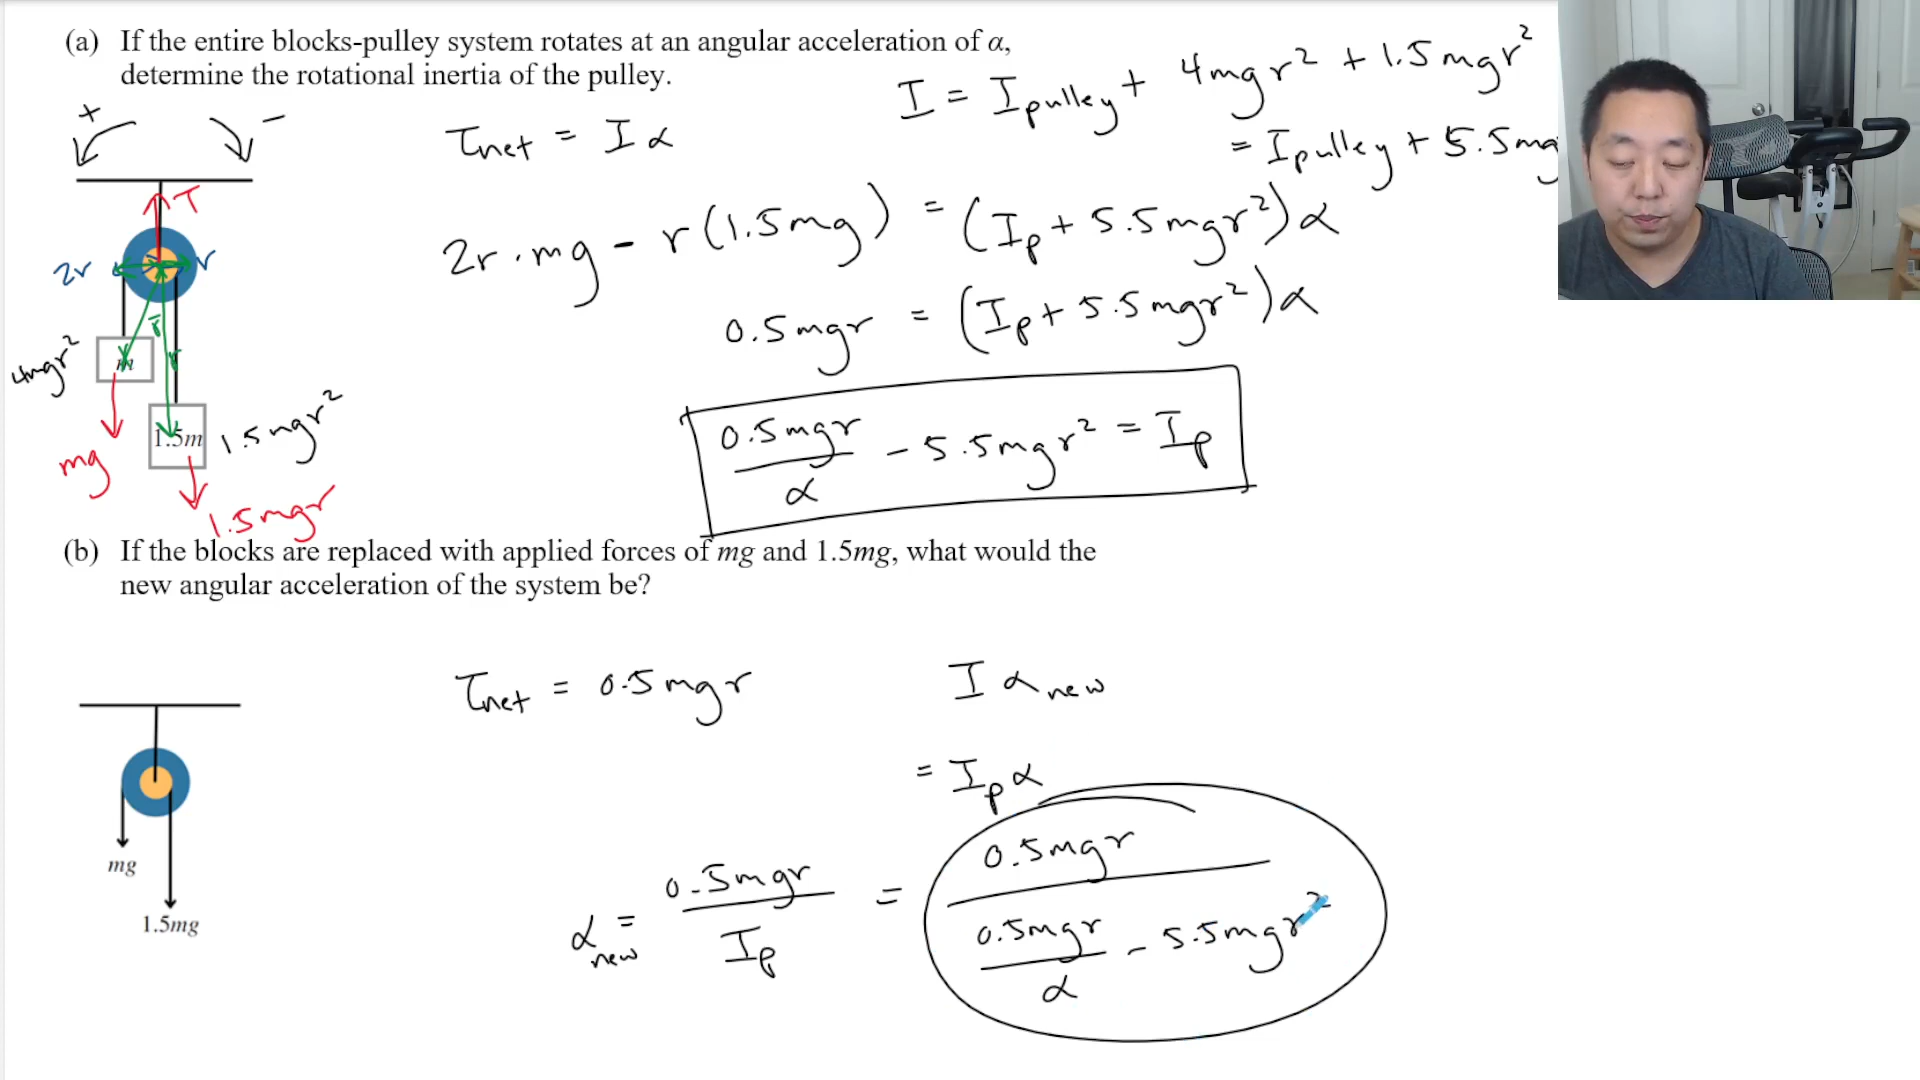 (a) If the entire blocks-pulley system rotates at an angular acceleration of α,
determine the rotational inertia of the pulley.
I = Ipulley + 4mgr² + 1.5mgr²
= Ipulley + 5.5mg
+ −
τnet = Iα
T
2r · mg − r(1.5mg) = (Ip + 5.5mgr²)α
2r r
0.5mgr = (Ip + 5.5mgr²)α
r
4mgr² m r
0.5mgr/α − 5.5mgr² = Ip
1.5m 1.5mgr²
mg
1.5mgr
(b) If the blocks are replaced with applied forces of mg and 1.5mg, what would the
new angular acceleration of the system be?
τnet = 0.5mgr Iαnew
= Ipα
mg
1.5mg
αnew = 0.5mgr/Ip = 0.5mgr/(0.5mgr/α − 5.5mgr²)